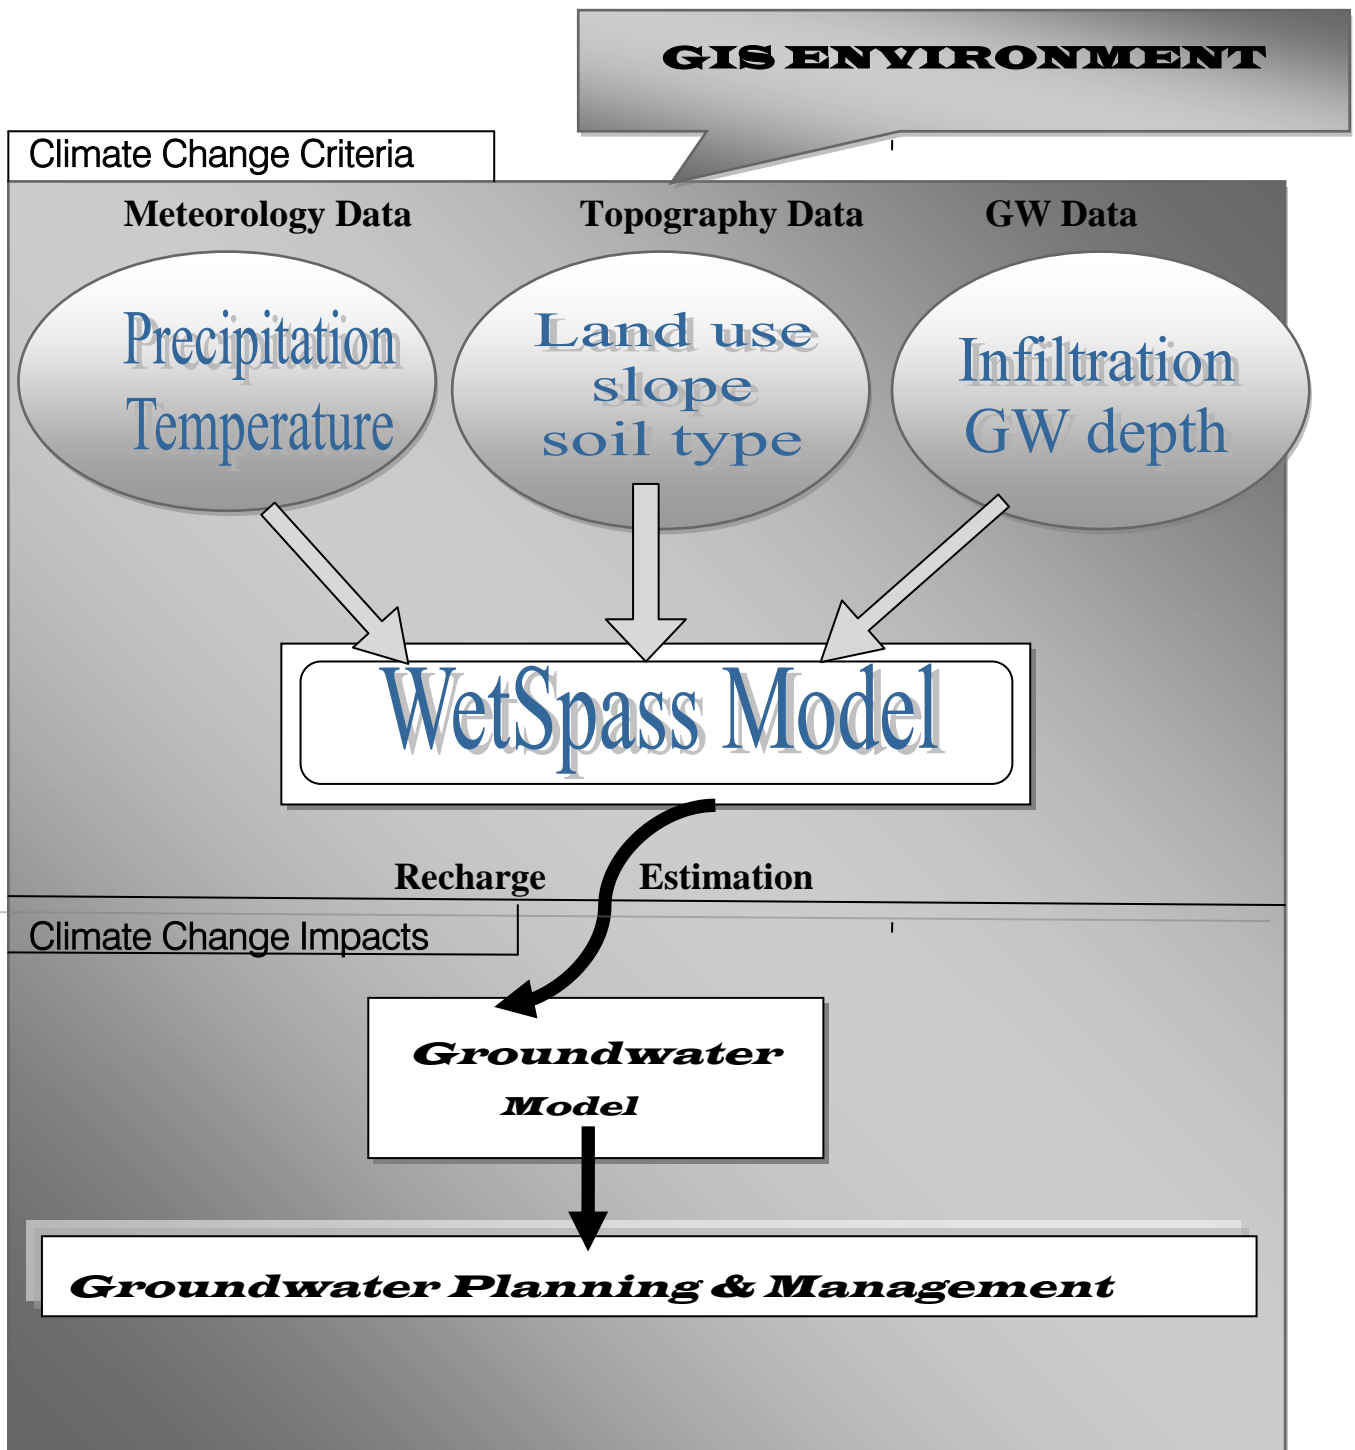 GIS ENVIRONMENT
Climate Change Criteria
Meteorology Data
Topography Data
GW Data
Precipitation
Temperature
Land use
slope
soil type
Infiltration
GW depth
WetSpass Model
Recharge Estimation
Climate Change Impacts
Groundwater
Model
Groundwater Planning & Management